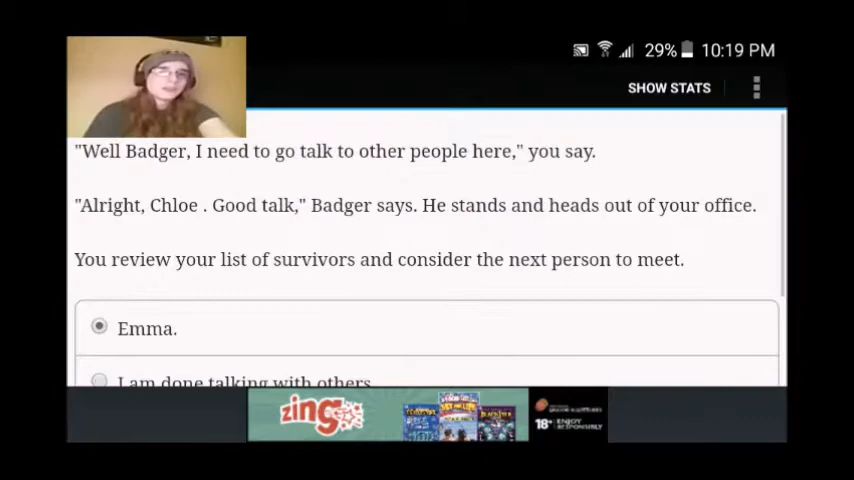 29% 10:19 PM
SHOW STATS
"Well Badger, I need to go talk to other people here," you say.
"Alright, Chloe . Good talk," Badger says. He stands and heads out of your office.
You review your list of survivors and consider the next person to meet.
Emma.
I am done talking with others.
zing
18+ ENJOY
RESPONSIBLY